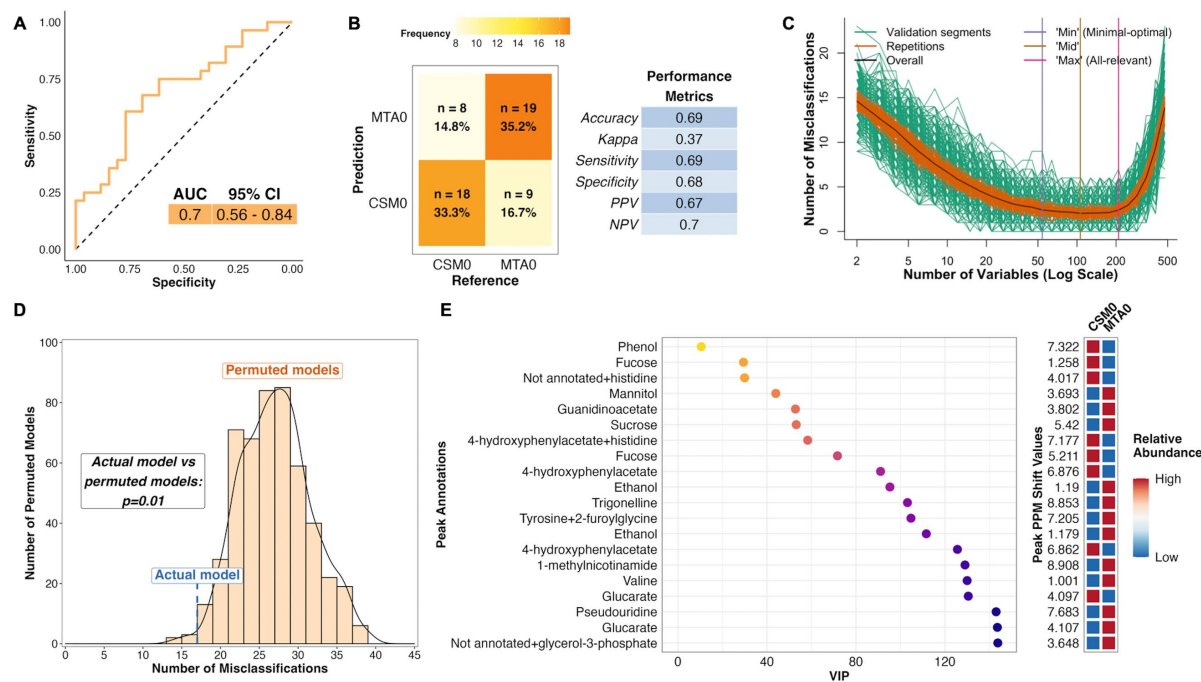 A
1.00
0.75
0.50
0.25
0.00
Sensitivity
1.00
0.75
0.50
0.25
0.00
Specificity
AUC 95% CI
0.7 0.56 - 0.84
B
Frequency
8 10 12 14 16 18
Prediction
MTA0
CSM0
n = 8
14.8%
n = 19
35.2%
n = 18
33.3%
n = 9
16.7%
CSM0 MTA0
Reference
Performance
Metrics
Accuracy 0.69
Kappa 0.37
Sensitivity 0.69
Specificity 0.68
PPV 0.67
NPV 0.7
C
Validation segments
Repetitions
Overall
'Min' (Minimal-optimal)
'Mid'
'Max' (All-relevant)
Number of Misclassifications
20
15
10
5
0
2 5 10 20 50 100 200 500
Number of Variables (Log Scale)
D
100
80
60
40
20
0
Number of Permuted Models
Permuted models
Actual model vs
permuted models:
p=0.01
Actual model
0 5 10 15 20 25 30 35 40 45
Number of Misclassifications
E
Peak Annotations
Phenol
Fucose
Not annotated+histidine
Mannitol
Guanidinoacetate
Sucrose
4-hydroxyphenylacetate+histidine
Fucose
4-hydroxyphenylacetate
Ethanol
Trigonelline
Tyrosine+2-furoylglycine
Ethanol
4-hydroxyphenylacetate
1-methylnicotinamide
Valine
Glucarate
Pseudouridine
Glucarate
Not annotated+glycerol-3-phosphate
0 40 80 120
VIP
CSM0
MTA0
Peak PPM Shift Values
7.322
1.258
4.017
3.693
3.802
5.42
7.177
5.211
6.876
1.19
8.853
7.205
1.179
6.862
8.908
1.001
4.097
7.683
4.107
3.648
Relative
Abundance
High
Low